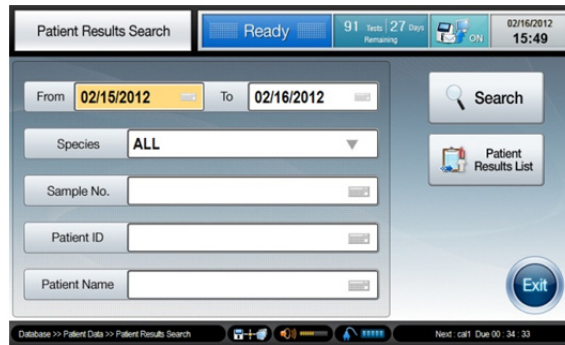 Patient Results Search
Ready
91 Tests 27 Days
Remaining
ON
02/16/2012
15:49
From 02/15/2012 To 02/16/2012
Search
Species ALL
Patient
Results List
Sample No.
Patient ID
Patient Name
Exit
Database >> Patient Data >> Patient Results Search
Next : cal1 Due 00 : 34 : 33